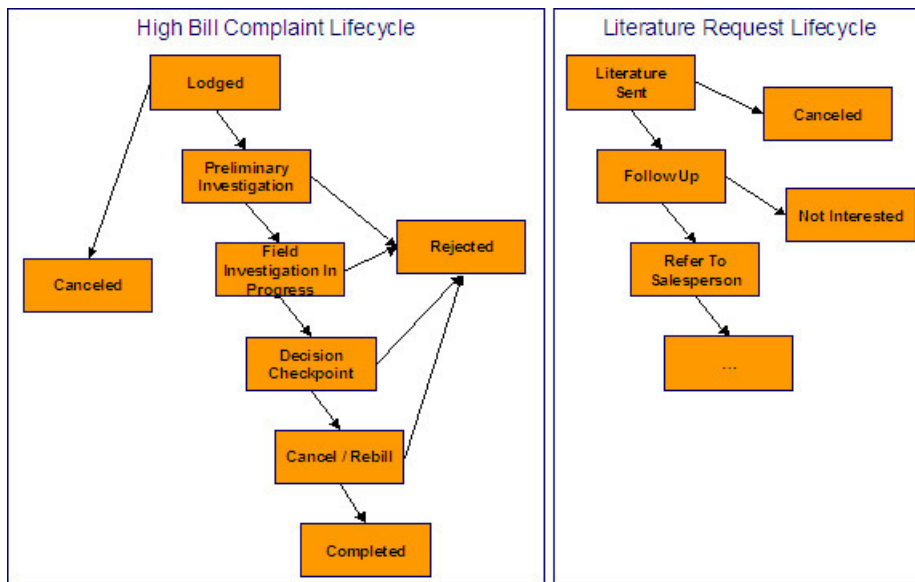 High Bill Complaint Lifecycle
Lodged
Preliminary
Investigation
Field
Investigation In
Progress
Rejected
Canceled
Decision
Checkpoint
Cancel / Rebill
Completed
Literature Request Lifecycle
Literature
Sent
Canceled
Follow Up
Not Interested
Refer To
Salesperson
...